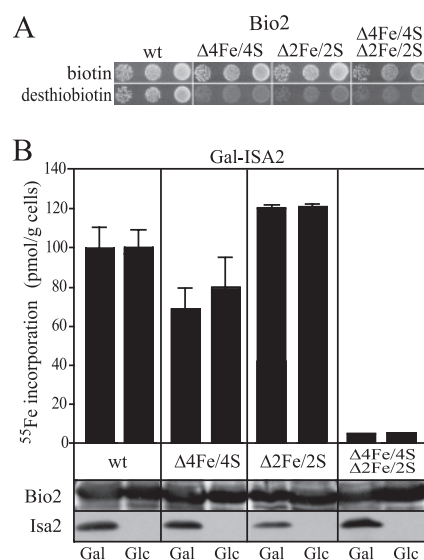 A
Bio2
wt Δ4Fe/4S Δ2Fe/2S Δ4Fe/4S
Δ2Fe/2S
biotin
desthiobiotin
B
Gal-ISA2
⁵⁵Fe incorporation (pmol/g cells)
140
120
100
80
60
40
20
0
wt Δ4Fe/4S Δ2Fe/2S Δ4Fe/4S
Δ2Fe/2S
Bio2
Isa2
Gal Glc Gal Glc Gal Glc Gal Glc